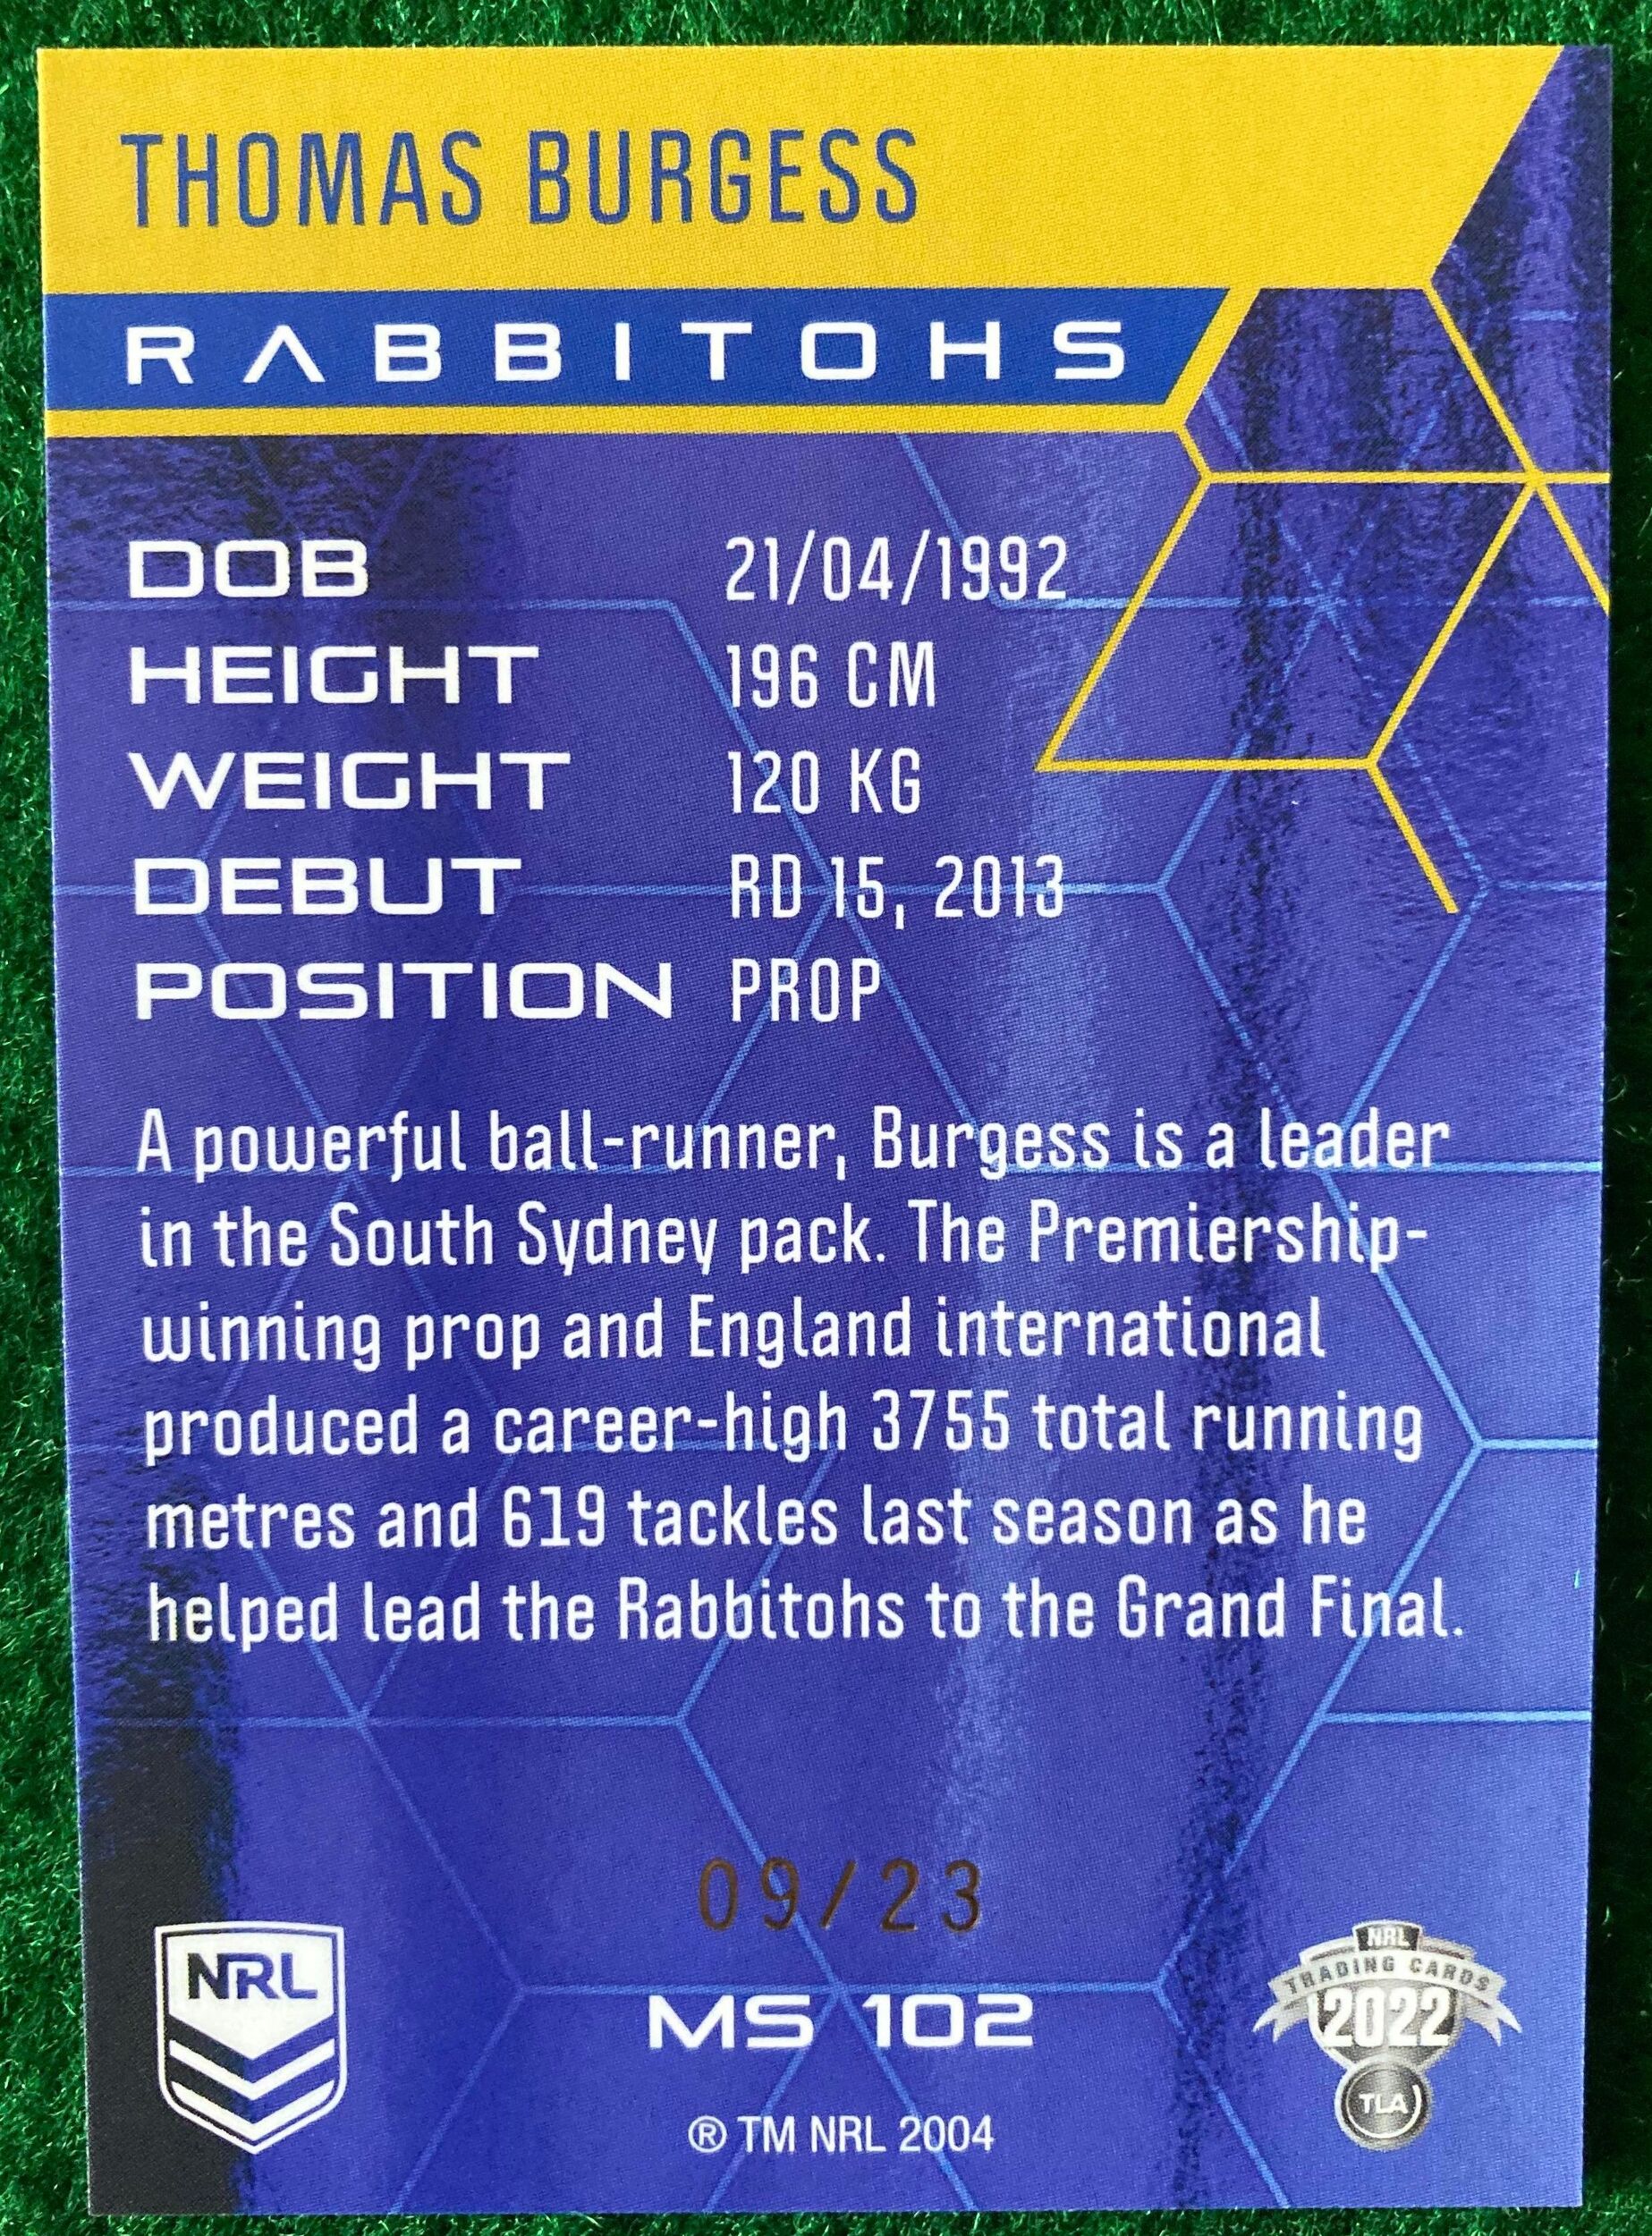 THOMAS BURGESS
RABBITOHS
DOB 21/04/1992
HEIGHT 196 CM
WEIGHT 120 KG
DEBUT RD 15, 2013
POSITION PROP
A powerful ball-runner, Burgess is a leader
in the South Sydney pack. The Premiership-
winning prop and England international
produced a career-high 3755 total running
metres and 619 tackles last season as he
helped lead the Rabbitohs to the Grand Final.
09/23
NRL
MS 102
® TM NRL 2004
NRL
TRADING CARDS
2022
TLA